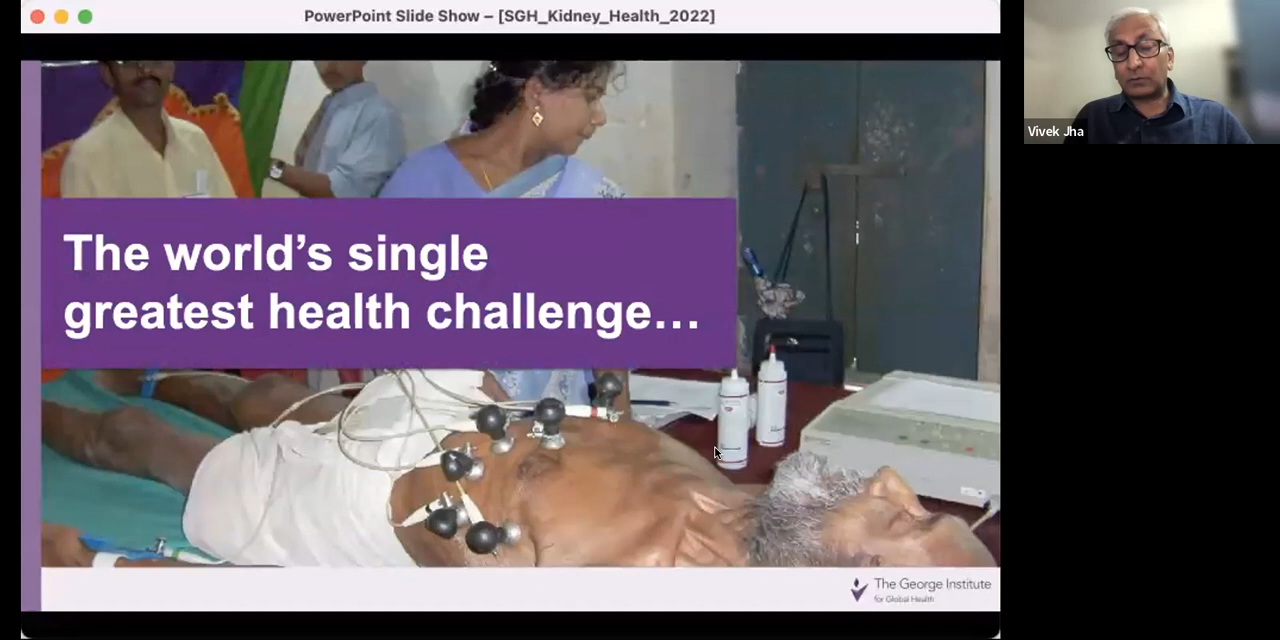 PowerPoint Slide Show – [SGH_Kidney_Health_2022]
Vivek Jha
The world’s single
greatest health challenge…
The George Institute
for Global Health